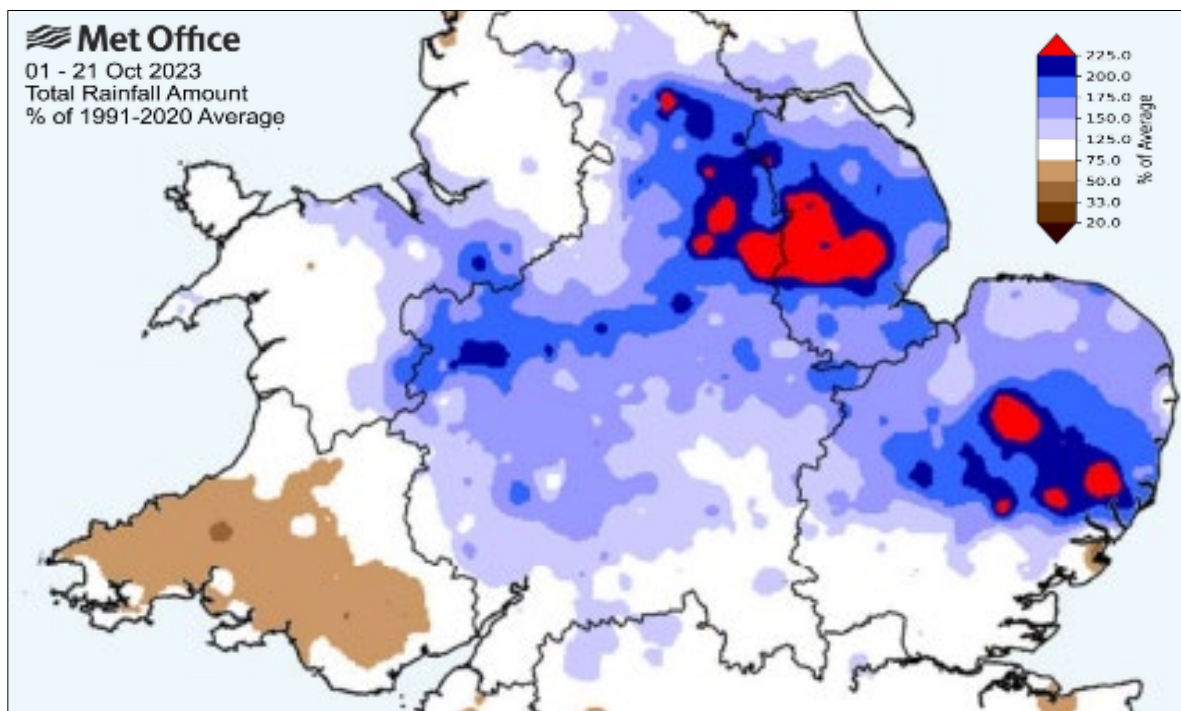 Met Office
01 - 21 Oct 2023
Total Rainfall Amount
% of 1991-2020 Average
225.0
200.0
175.0
150.0
125.0
75.0
50.0
33.0
20.0
% of Average